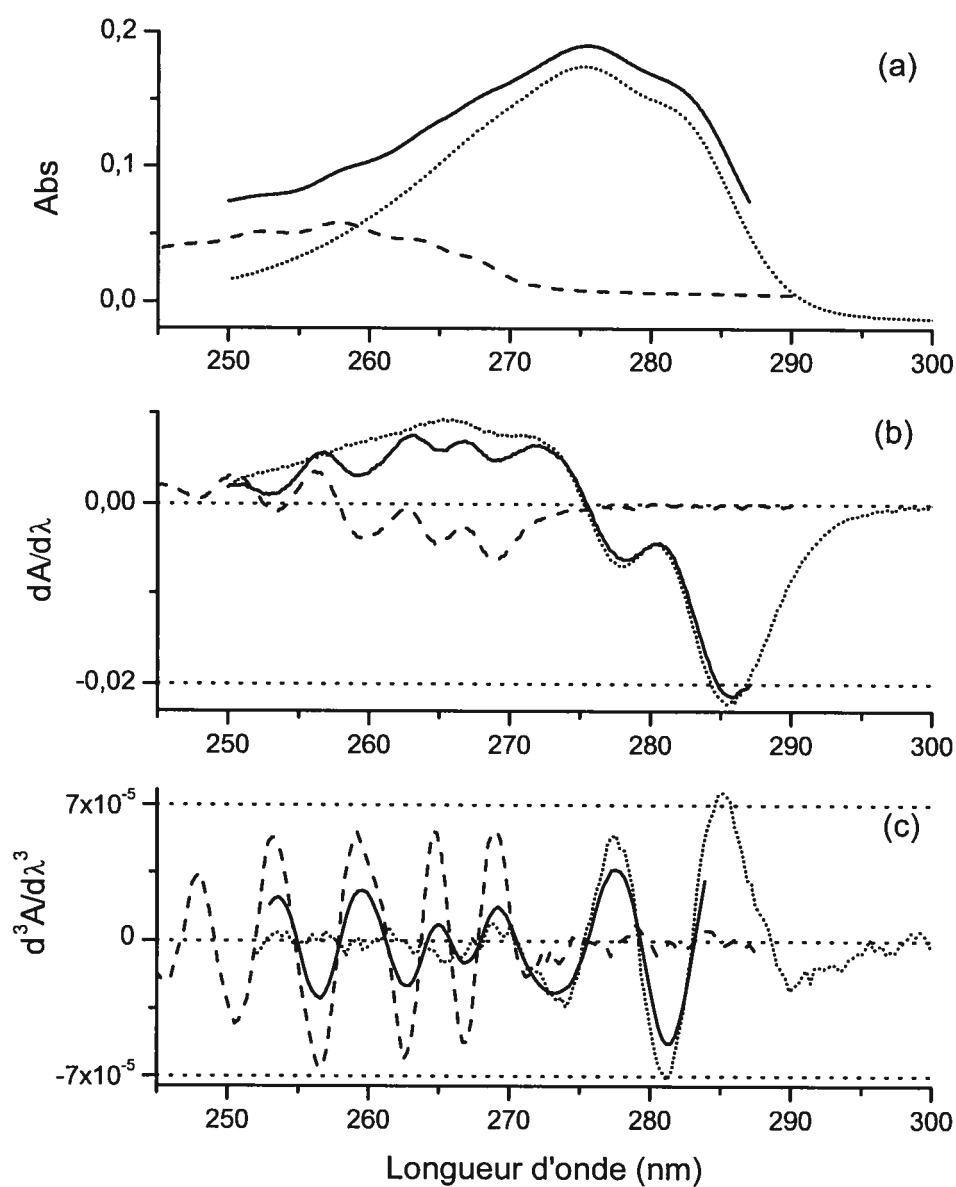 0,2
(a)
Abs
0,1
0,0
250 260 270 280 290 300
(b)
0,00
dA/dλ
-0,02
250 260 270 280 290 300
7x10⁻⁵
(c)
d³A/dλ³
0
-7x10⁻⁵
250 260 270 280 290 300
Longueur d'onde (nm)